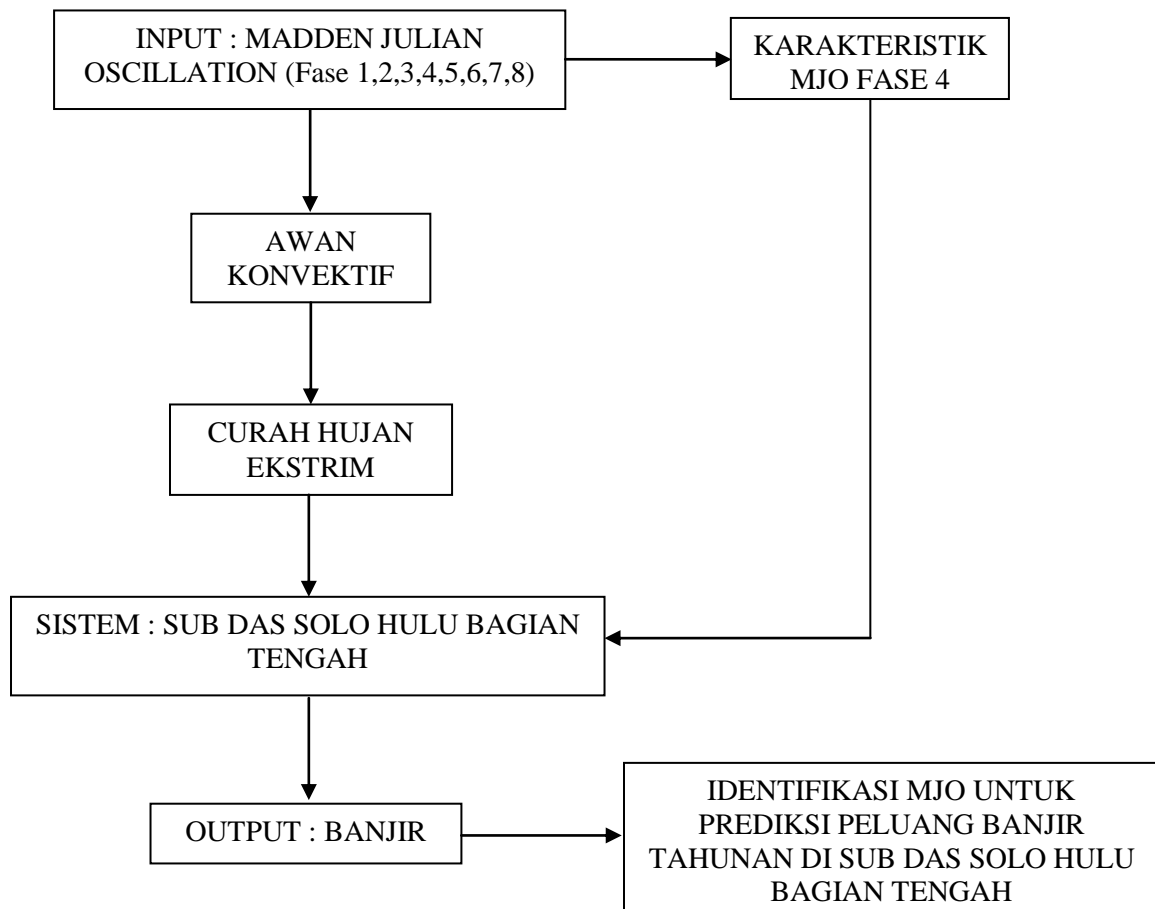 INPUT : MADDEN JULIAN
OSCILLATION (Fase 1,2,3,4,5,6,7,8)
KARAKTERISTIK
MJO FASE 4
AWAN
KONVEKTIF
CURAH HUJAN
EKSTRIM
SISTEM : SUB DAS SOLO HULU BAGIAN
TENGAH
OUTPUT : BANJIR
IDENTIFIKASI MJO UNTUK
PREDIKSI PELUANG BANJIR
TAHUNAN DI SUB DAS SOLO HULU
BAGIAN TENGAH